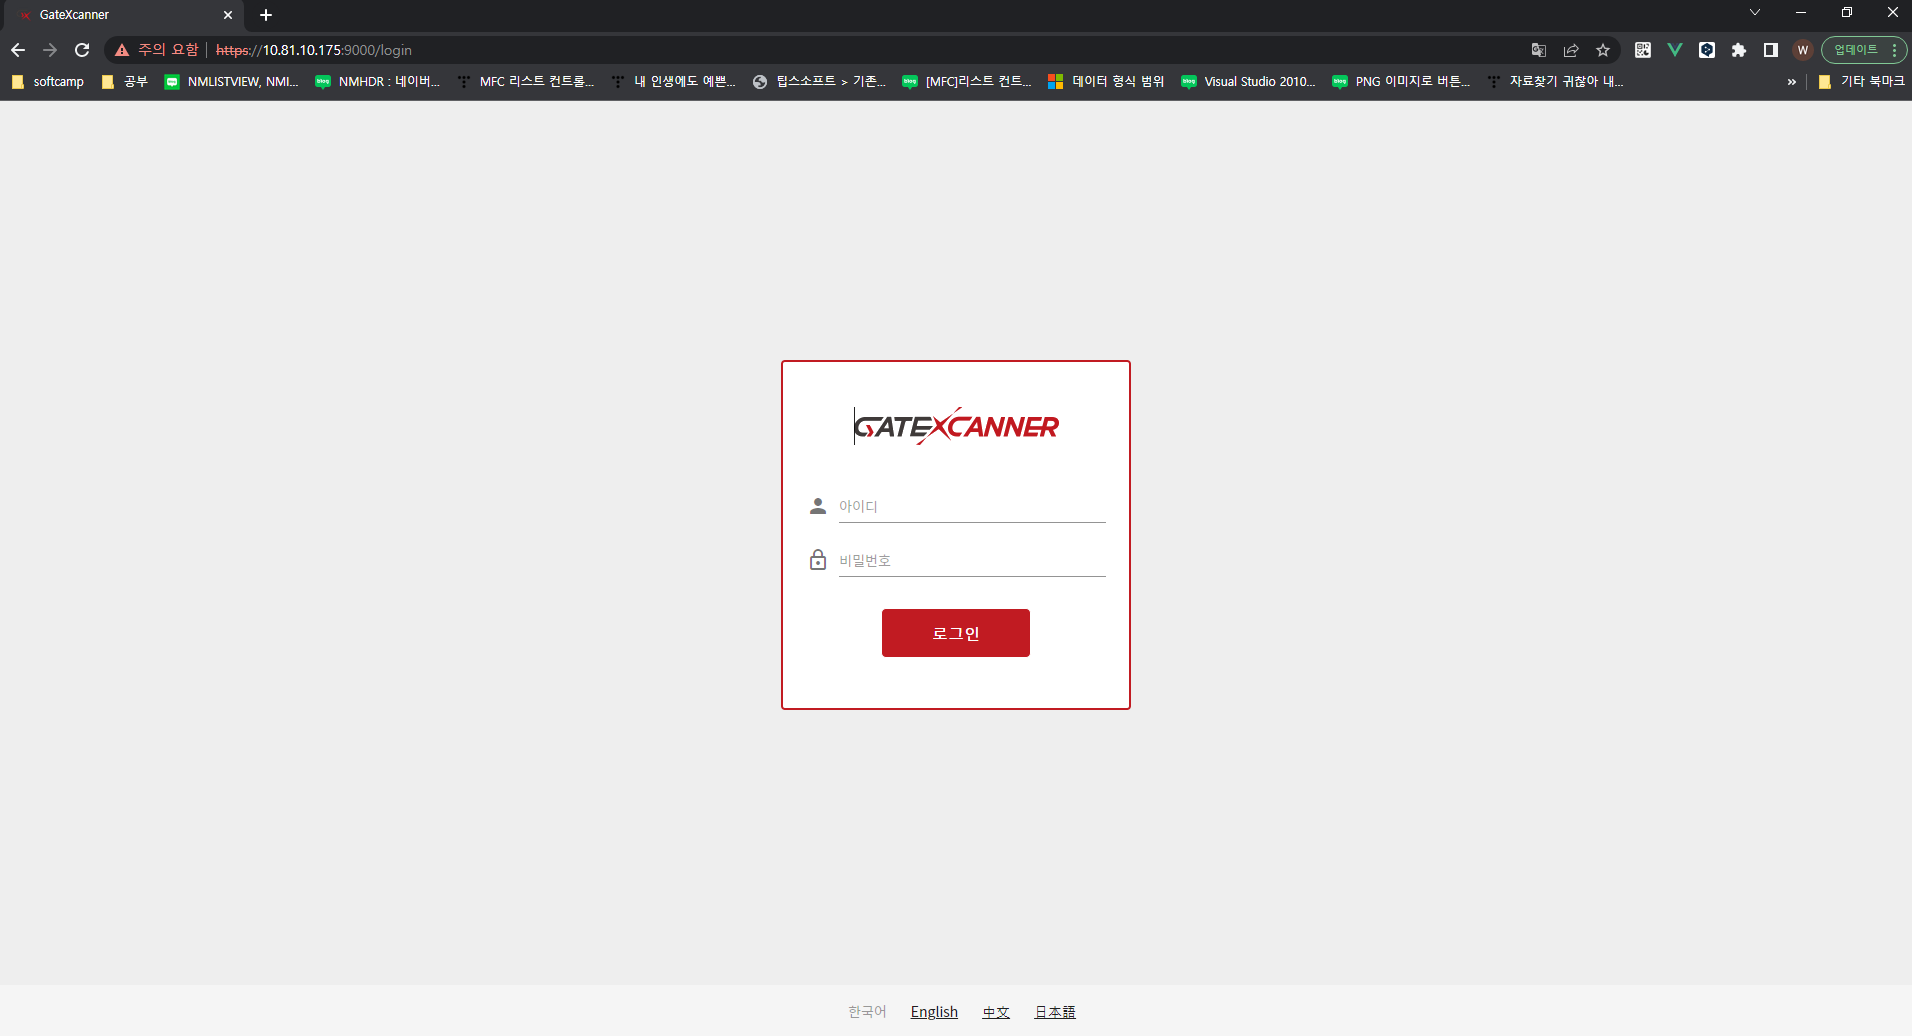 GateXcanner
주의 요함 https://10.81.10.175:9000/login W 업데이트
softcamp 공부 NMLISTVIEW, NMI... NMHDR : 네이버... MFC 리스트 컨트롤... 내 인생에도 예쁜... 팁스소프트 > 기존... [MFC]리스트 컨트... 데이터 형식 범위 Visual Studio 2010... PNG 이미지로 버튼... 자료찾기 귀찮아 내... » 기타 북마크
GATEXCANNER
아이디
비밀번호
로그인
한국어 English 中文 日本語